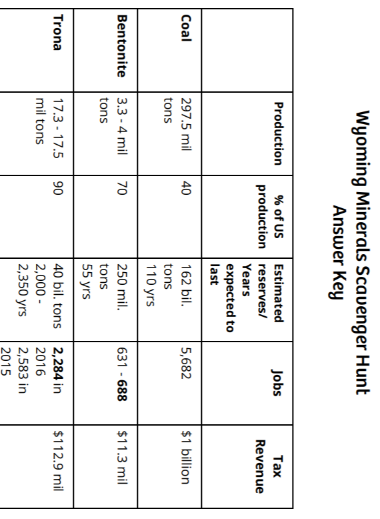 Wyoming Minerals Scavenger Hunt
Answer Key
Production
% of US
production
Estimated
reserves/
Years
expected to
last
Jobs
Tax
Revenue
Coal
297.5 mil
tons
40
162 bil.
tons
110 yrs
5,682
$1 billion
Bentonite
3.3 - 4 mil
tons
70
250 mil.
tons
55 yrs
631 - 688
$11.3 mil
Trona
17.3 - 17.5
mil tons
90
40 bil. tons
2,000 -
2,350 yrs
2,284 in
2016
2,583 in
2015
$112.9 mil